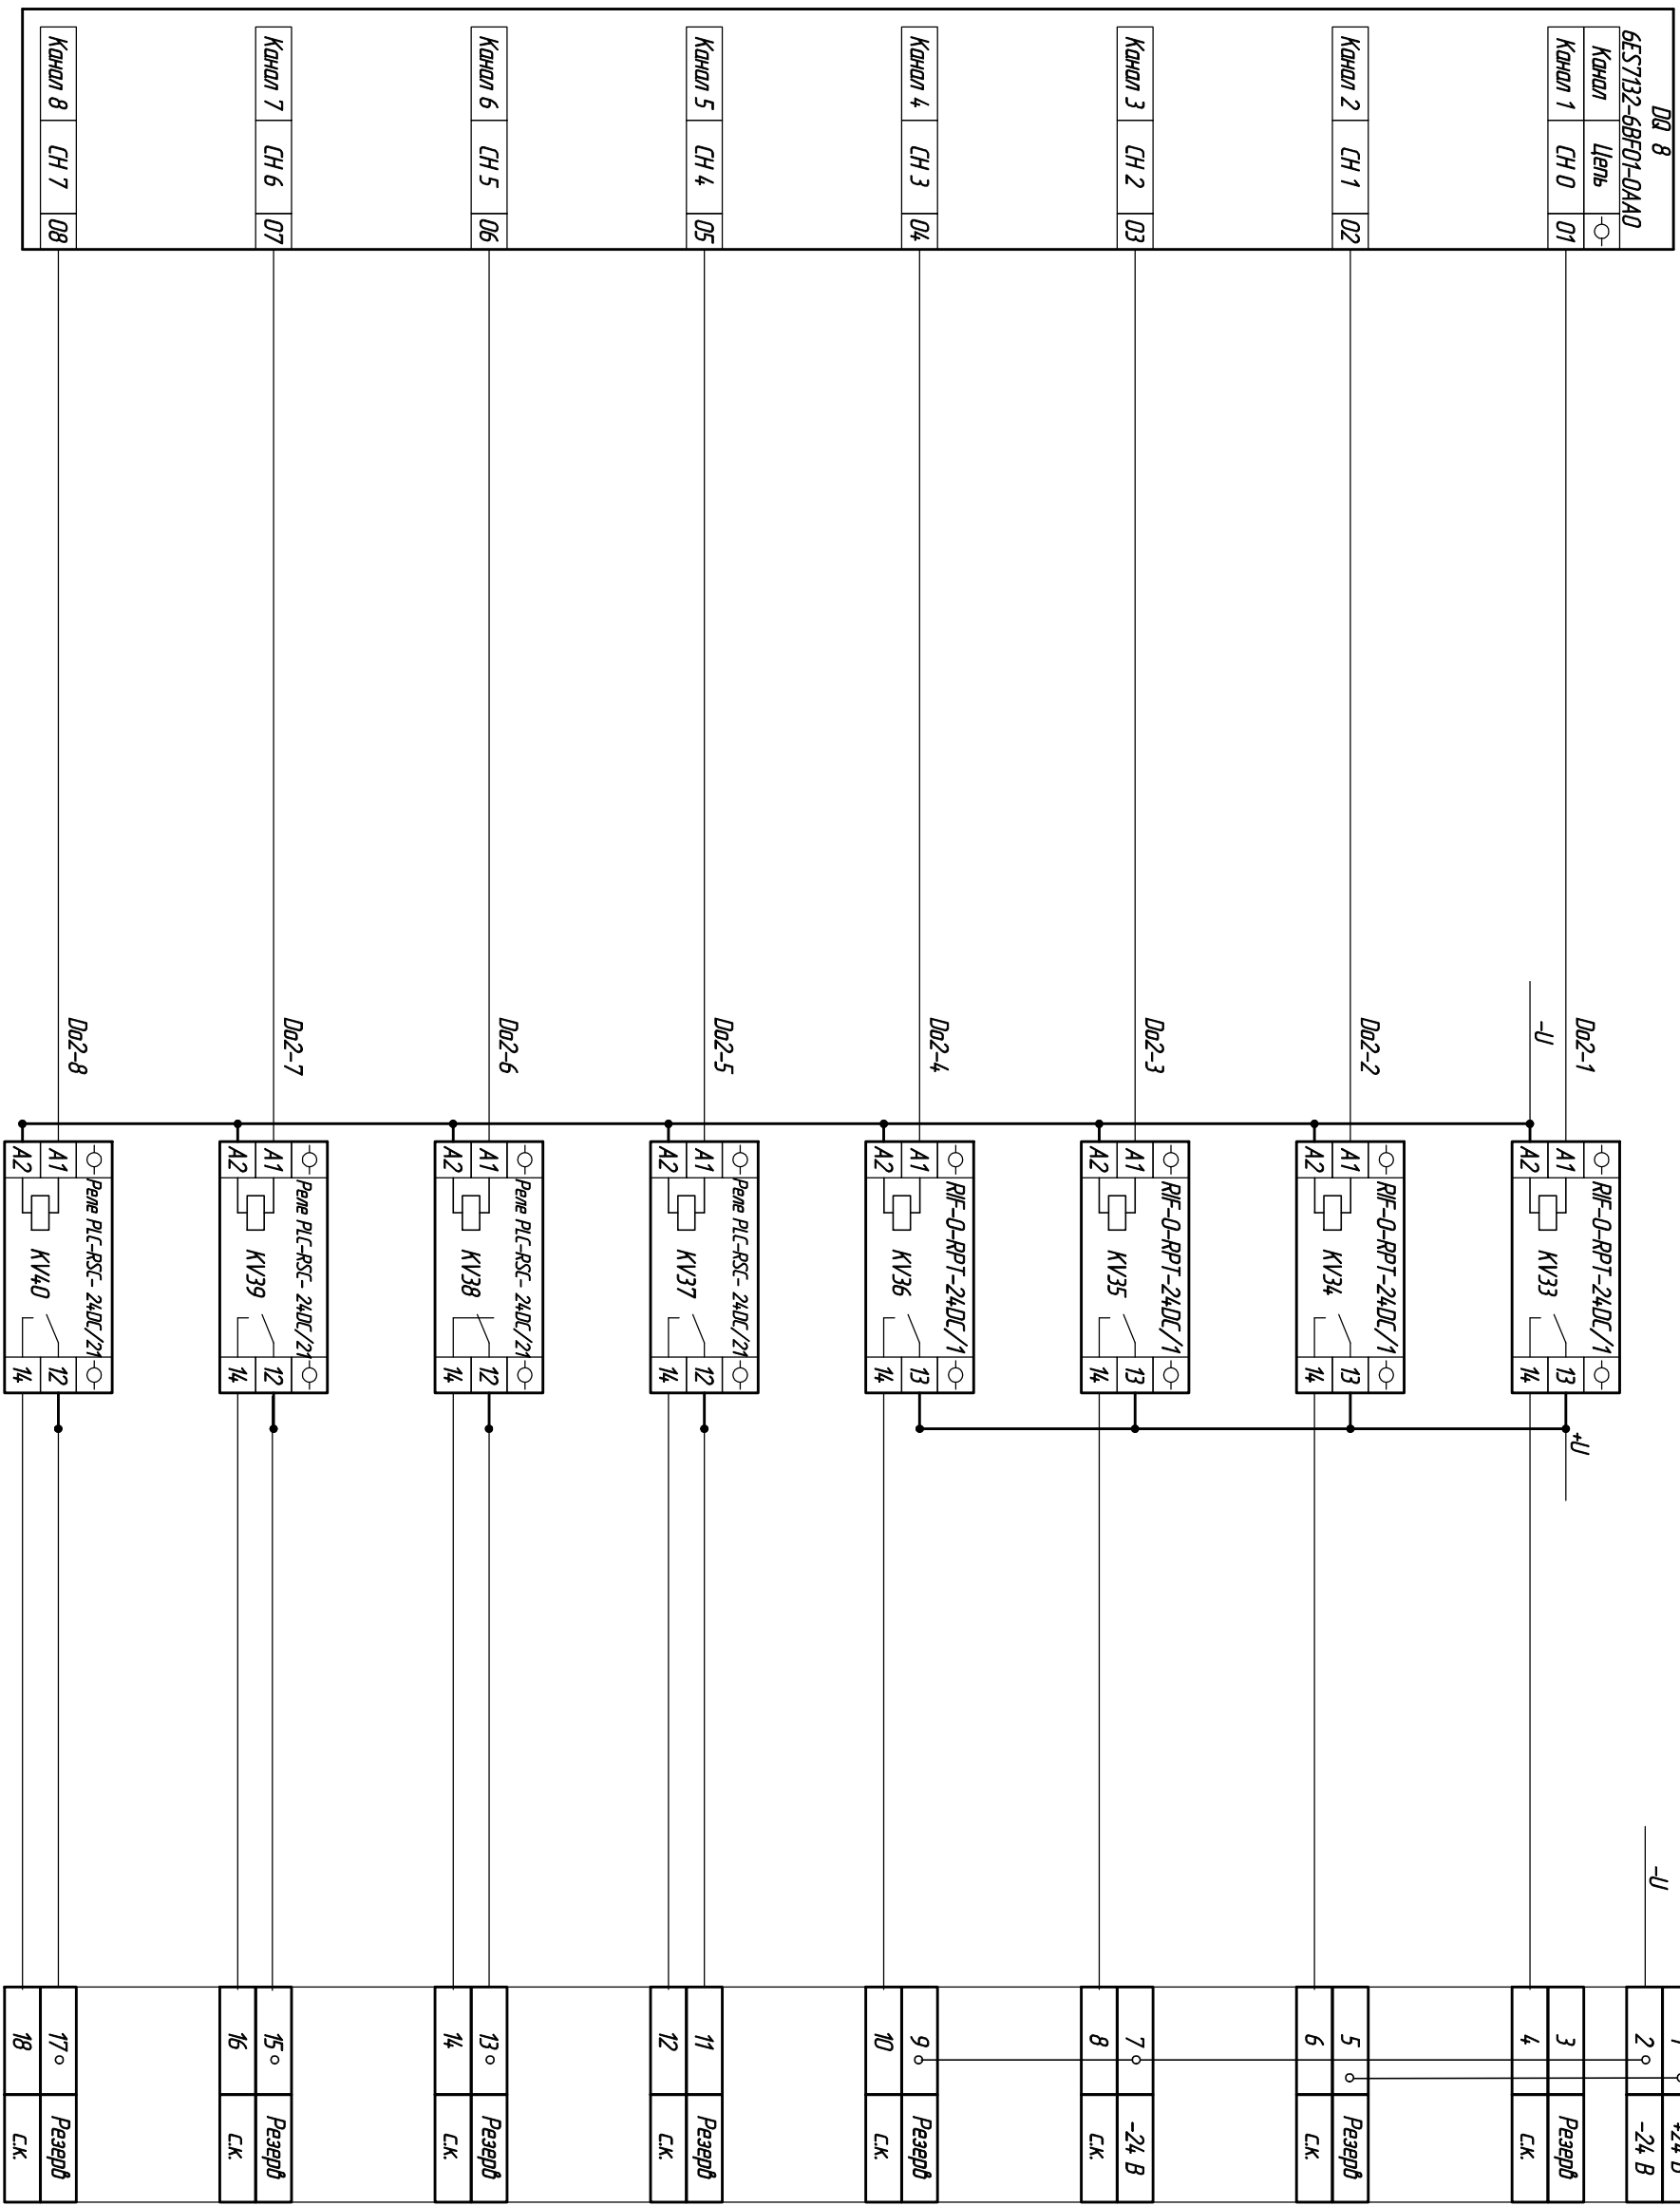 DQ 8
6ES7132-6BF01-0AA0
Канал Цепь
Канал 1 CH 0 01
Канал 2 CH 1 02
Канал 3 CH 2 03
Канал 4 CH 3 04
Канал 5 CH 4 05
Канал 6 CH 5 06
Канал 7 CH 6 07
Канал 8 CH 7 08
Do2-1
-U
Do2-2
Do2-3
Do2-4
Do2-5
Do2-6
Do2-7
Do2-8
RIF-0-RPT-24DC/1
A1 KV33 13
A2 14
+U
RIF-0-RPT-24DC/1
A1 KV34 13
A2 14
RIF-0-RPT-24DC/1
A1 KV35 13
A2 14
RIF-0-RPT-24DC/1
A1 KV36 13
A2 14
Реле PLC-RSC- 24DC/21
A1 KV37 12
A2 14
Реле PLC-RSC- 24DC/21
A1 KV38 12
A2 14
Реле PLC-RSC- 24DC/21
A1 KV39 12
A2 14
Реле PLC-RSC- 24DC/21
A1 KV40 12
A2 14
-U
2 -24 В
3 Резерв
4 С.К.
5 Резерв
6 С.К.
7 -24 В
8 С.К.
9 Резерв
10 С.К.
11 Резерв
12 С.К.
13 Резерв
14 С.К.
15 Резерв
16 С.К.
17 Резерв
18 С.К.